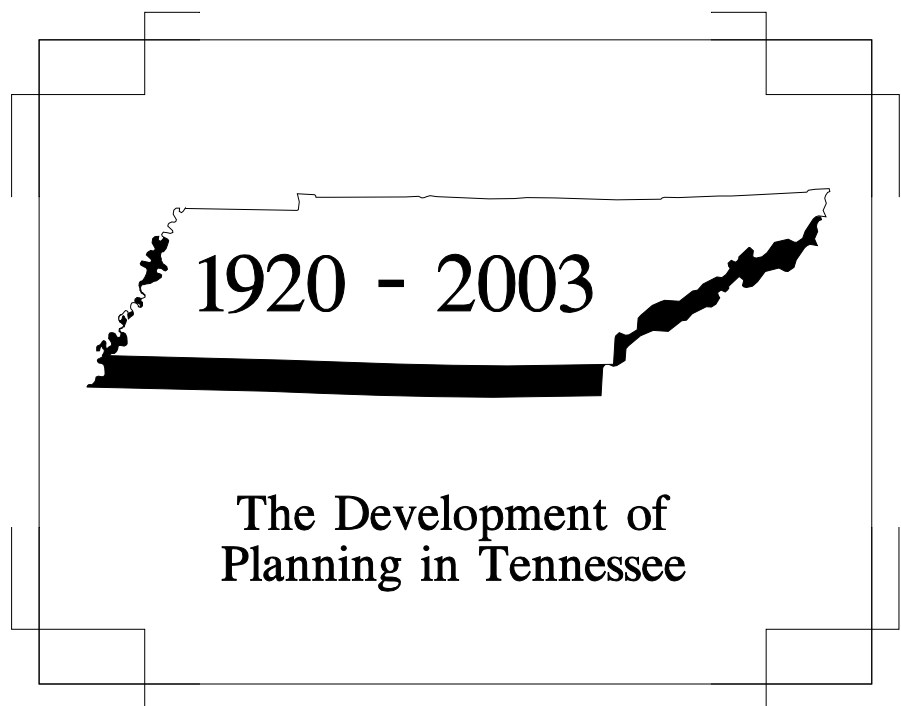 1920 - 2003
The Development of
Planning in Tennessee